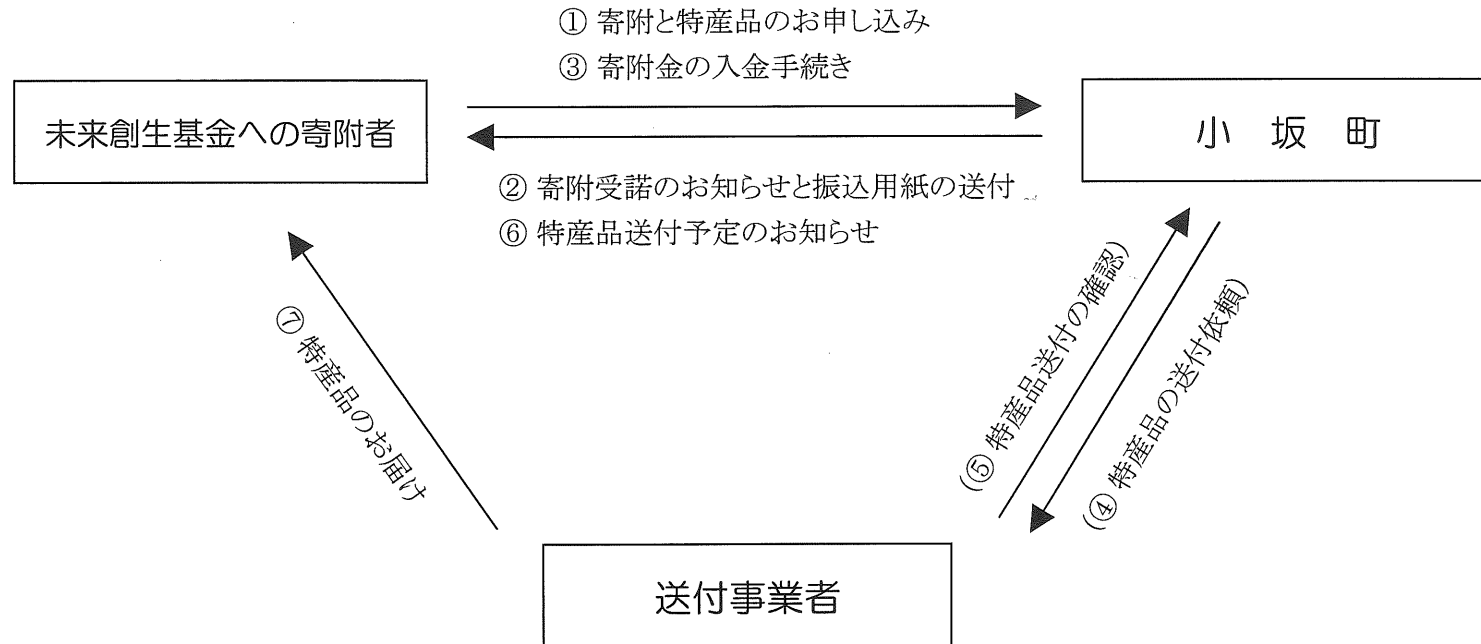 ① 寄附と特産品のお申し込み
③ 寄附金の入金手続き
未来創生基金への寄附者
小 坂 町
② 寄附受諾のお知らせと振込用紙の送付
⑥ 特産品送付予定のお知らせ
⑦ 特産品のお届け
(⑤ 特産品送付の確認)
(④ 特産品の送付依頼)
送付事業者